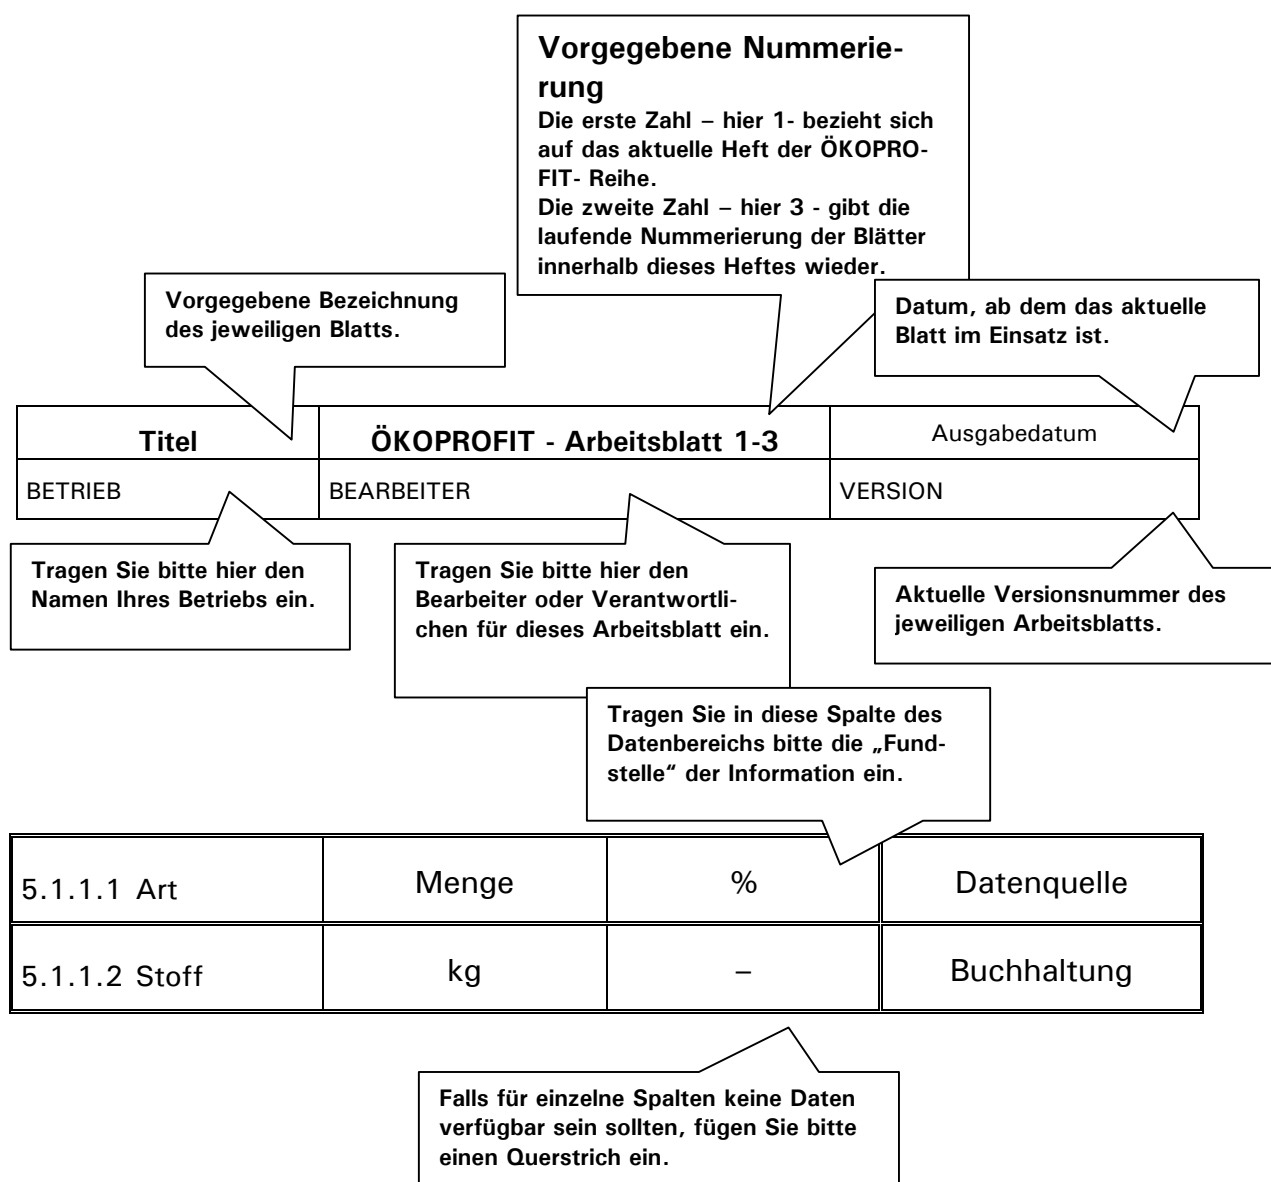 Vorgegebene Nummerie-
rung
Die erste Zahl – hier 1- bezieht sich
auf das aktuelle Heft der ÖKOPRO-
FIT- Reihe.
Die zweite Zahl – hier 3 - gibt die
laufende Nummerierung der Blätter
innerhalb dieses Heftes wieder.
Vorgegebene Bezeichnung
des jeweiligen Blatts.
Datum, ab dem das aktuelle
Blatt im Einsatz ist.
Titel ÖKOPROFIT - Arbeitsblatt 1-3 Ausgabedatum
BETRIEB BEARBEITER VERSION
Tragen Sie bitte hier den
Namen Ihres Betriebs ein.
Tragen Sie bitte hier den
Bearbeiter oder Verantwortli-
chen für dieses Arbeitsblatt ein.
Aktuelle Versionsnummer des
jeweiligen Arbeitsblatts.
Tragen Sie in diese Spalte des
Datenbereichs bitte die „Fund-
stelle“ der Information ein.
5.1.1.1 Art Menge % Datenquelle
5.1.1.2 Stoff kg – Buchhaltung
Falls für einzelne Spalten keine Daten
verfügbar sein sollten, fügen Sie bitte
einen Querstrich ein.